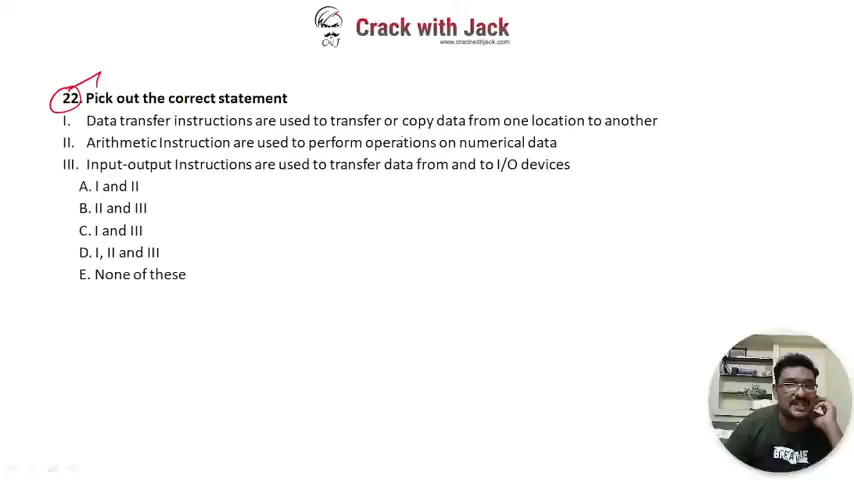 Crack with Jack
CWJ
www.crackwithjack.com
22. Pick out the correct statement
I. Data transfer instructions are used to transfer or copy data from one location to another
II. Arithmetic Instruction are used to perform operations on numerical data
III. Input-output Instructions are used to transfer data from and to I/O devices
A. I and II
B. II and III
C. I and III
D. I, II and III
E. None of these